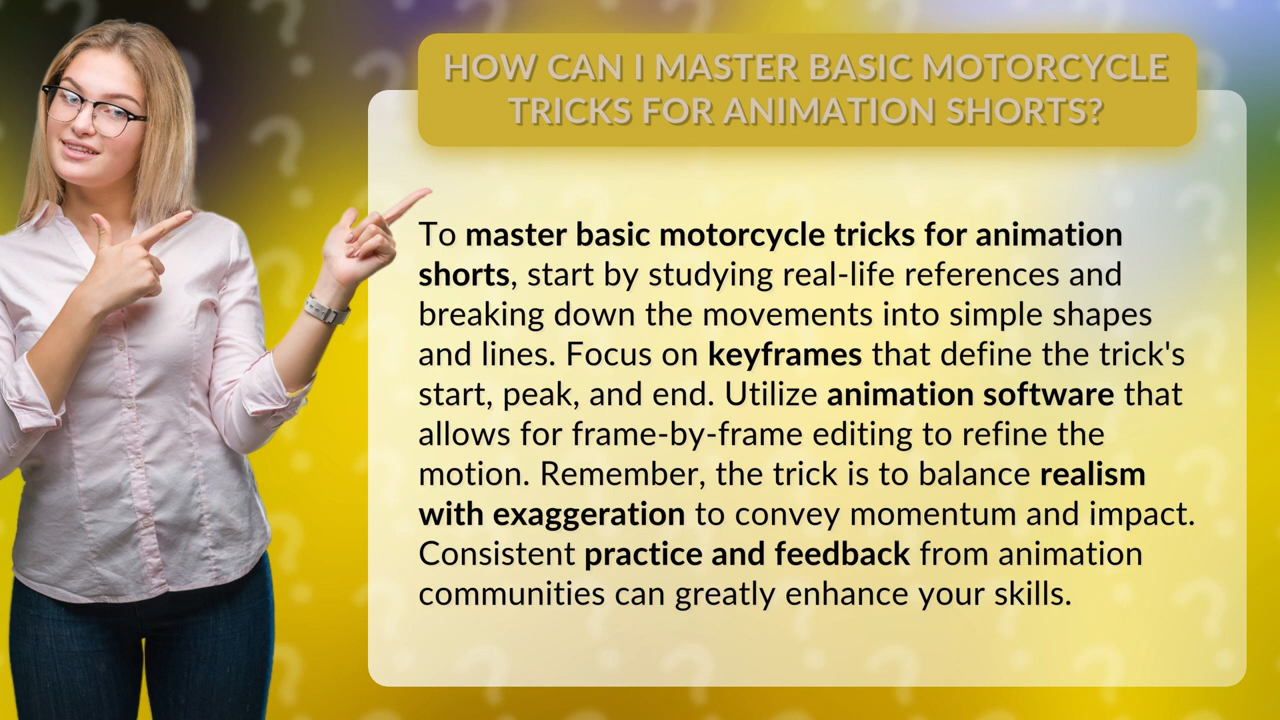 HOW CAN I MASTER BASIC MOTORCYCLE
TRICKS FOR ANIMATION SHORTS?
To master basic motorcycle tricks for animation
shorts, start by studying real-life references and
breaking down the movements into simple shapes
and lines. Focus on keyframes that define the trick's
start, peak, and end. Utilize animation software that
allows for frame-by-frame editing to refine the
motion. Remember, the trick is to balance realism
with exaggeration to convey momentum and impact.
Consistent practice and feedback from animation
communities can greatly enhance your skills.